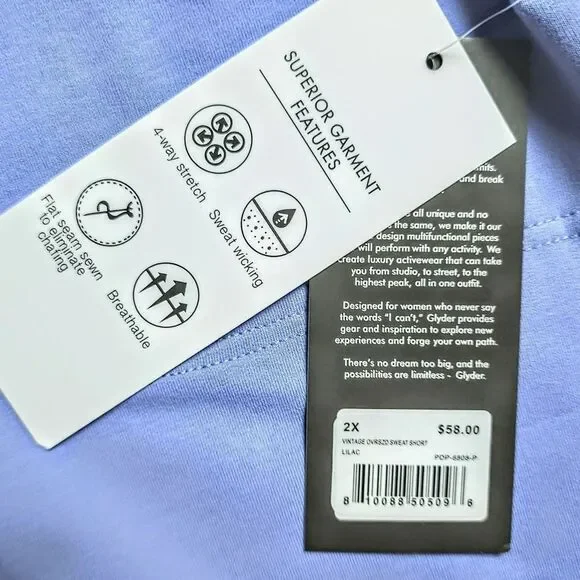 SUPERIOR GARMENT
FEATURES
4-way stretch
Sweat wicking
Flat seam sewn
to eliminate
chafing
Breathable
limits.
and break
all unique and no
the same, we make it our
design multifunctional pieces
will perform with any activity. We
create luxury activewear that can take
you from studio, to street, to the
highest peak, all in one outfit.
Designed for women who never say
the words "I can't," Glyder provides
gear and inspiration to explore new
experiences and forge your own path.
There's no dream too big, and the
possibilities are limitless - Glyder.
2X $58.00
VINTAGE OVRSZD SWEAT SHORT
LILAC POP-5808-P
8 10088 50509 6